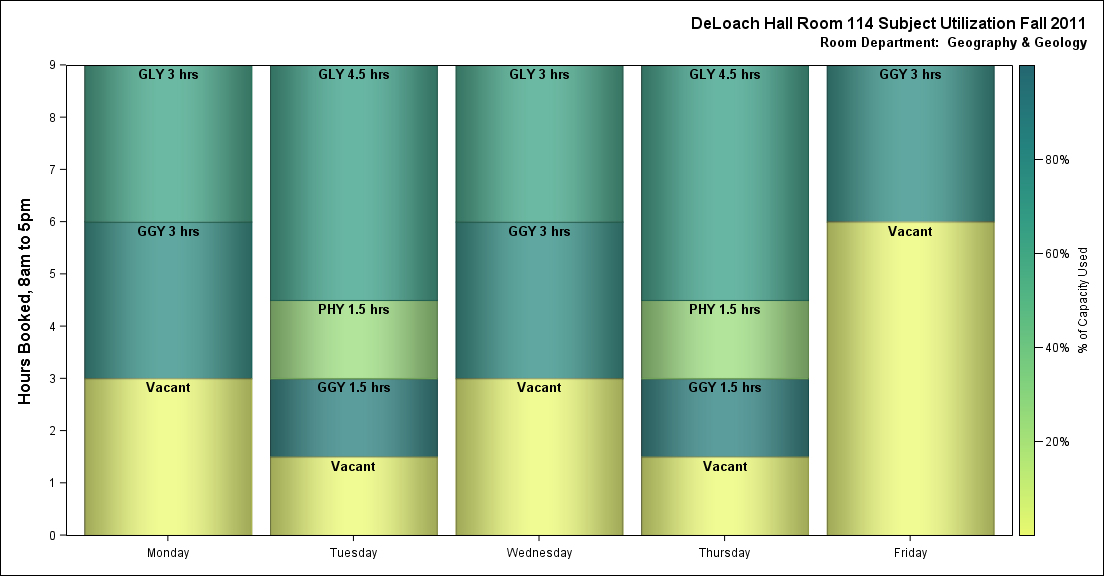 DeLoach Hall Room 114 Subject Utilization Fall 2011
Room Department:  Geography & Geology
Hours Booked, 8am to 5pm
9
8
7
6
5
4
3
2
1
0
GLY 3 hrs
GGY 3 hrs
Vacant
GLY 4.5 hrs
PHY 1.5 hrs
GGY 1.5 hrs
Vacant
GLY 3 hrs
GGY 3 hrs
Vacant
GLY 4.5 hrs
PHY 1.5 hrs
GGY 1.5 hrs
Vacant
GGY 3 hrs
Vacant
Monday
Tuesday
Wednesday
Thursday
Friday
80%
60%
40%
20%
% of Capacity Used